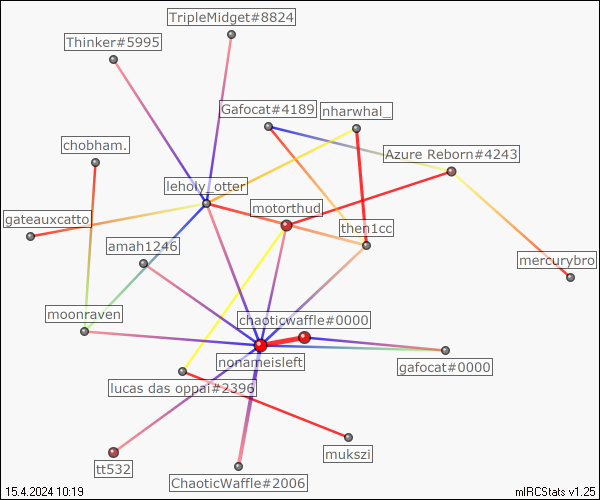 TripleMidget#8824
Thinker#5995
Gafocat#4189
nharwhal_
chobham.
Azure Reborn#4243
leholy_otter
motorthud
gateauxcatto
then1cc
amah1246
mercurybro
moonraven
chaoticwaffle#0000
nonameisleft
gafocat#0000
lucas das oppai#2396
mukszi
tt532
ChaoticWaffle#2006
15.4.2024 10:19
mIRCStats v1.25